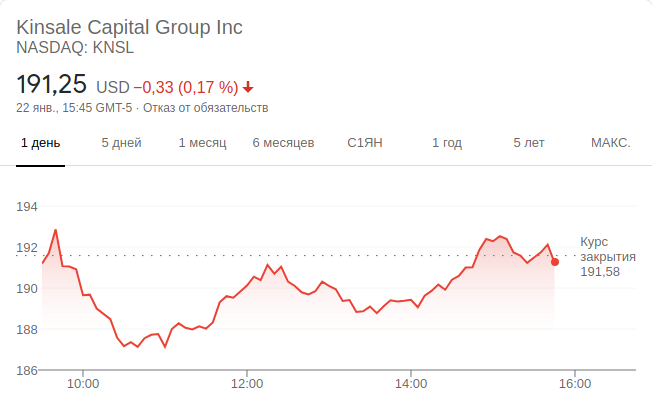 Kinsale Capital Group Inc
NASDAQ: KNSL
191,25 USD −0,33 (0,17 %)
22 янв., 15:45 GMT-5 · Отказ от обязательств
1 день 5 дней 1 месяц 6 месяцев С1ЯН 1 год 5 лет МАКС.
194
192
190
188
186
Курс
закрытия
191,58
10:00 12:00 14:00 16:00